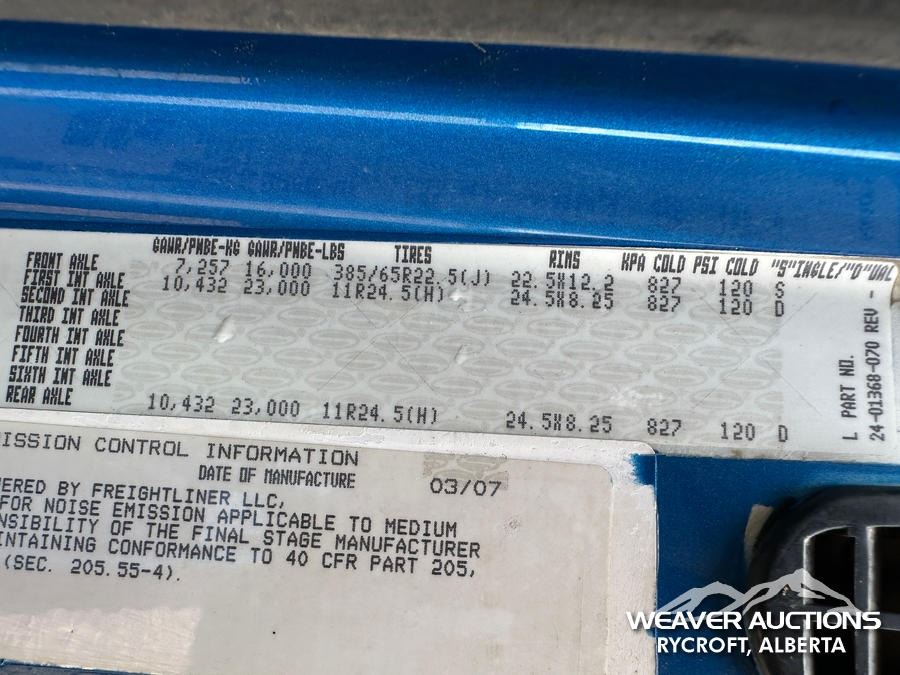 GAWR/PNBE-KG GAWR/PNBE-LBS TIRES RIMS KPA COLD PSI COLD "S"INGLE/"D"UAL
FRONT AXLE 7,257 16,000 385/65R22.5(J) 22.5X12.2 827 120 S
FIRST INT AXLE 10,432 23,000 11R24.5(H) 24.5X8.25 827 120 D
SECOND INT AXLE
THIRD INT AXLE
FOURTH INT AXLE
FIFTH INT AXLE
SIXTH INT AXLE
REAR AXLE 10,432 23,000 11R24.5(H) 24.5X8.25 827 120 D
L PART NO.
24-01368-070 REV -
MISSION CONTROL INFORMATION
DATE OF MANUFACTURE 03/07
ERED BY FREIGHTLINER LLC,
FOR NOISE EMISSION APPLICABLE TO MEDIUM
NSIBILITY OF THE FINAL STAGE MANUFACTURER
INTAINING CONFORMANCE TO 40 CFR PART 205,
(SEC. 205.55-4).
WEAVER AUCTIONS
RYCROFT, ALBERTA